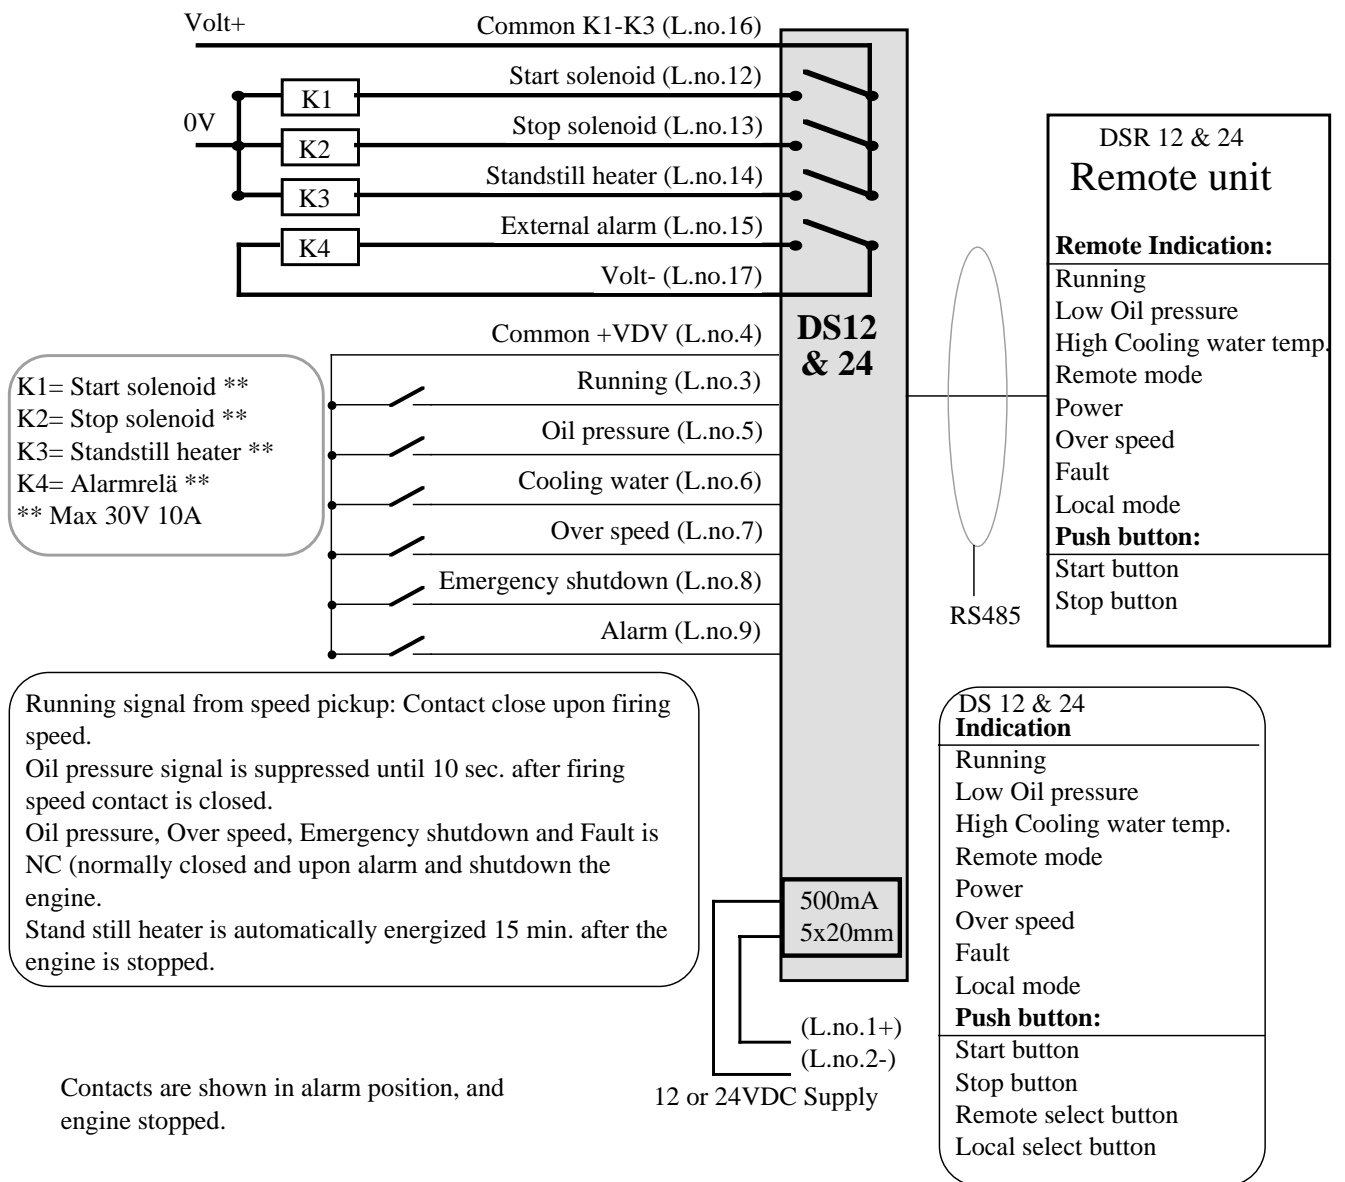 Volt+
Common K1-K3 (L.no.16)
Start solenoid (L.no.12)
K1
0V
Stop solenoid (L.no.13)
K2
Standstill heater (L.no.14)
K3
External alarm (L.no.15)
K4
Volt- (L.no.17)
DS12
& 24
Common +VDV (L.no.4)
Running (L.no.3)
Oil pressure (L.no.5)
Cooling water (L.no.6)
Over speed (L.no.7)
Emergency shutdown (L.no.8)
Alarm (L.no.9)
K1= Start solenoid **
K2= Stop solenoid **
K3= Standstill heater **
K4= Alarmrelä **
** Max 30V 10A
DSR 12 & 24
Remote unit
Remote Indication:
Running
Low Oil pressure
High Cooling water temp.
Remote mode
Power
Over speed
Fault
Local mode
Push button:
Start button
Stop button
RS485
Running signal from speed pickup: Contact close upon firing
speed.
Oil pressure signal is suppressed until 10 sec. after firing
speed contact is closed.
Oil pressure, Over speed, Emergency shutdown and Fault is
NC (normally closed and upon alarm and shutdown the
engine.
Stand still heater is automatically energized 15 min. after the
engine is stopped.
DS 12 & 24
Indication
Running
Low Oil pressure
High Cooling water temp.
Remote mode
Power
Over speed
Fault
Local mode
Push button:
Start button
Stop button
Remote select button
Local select button
500mA
5x20mm
(L.no.1+)
(L.no.2-)
12 or 24VDC Supply
Contacts are shown in alarm position, and
engine stopped.